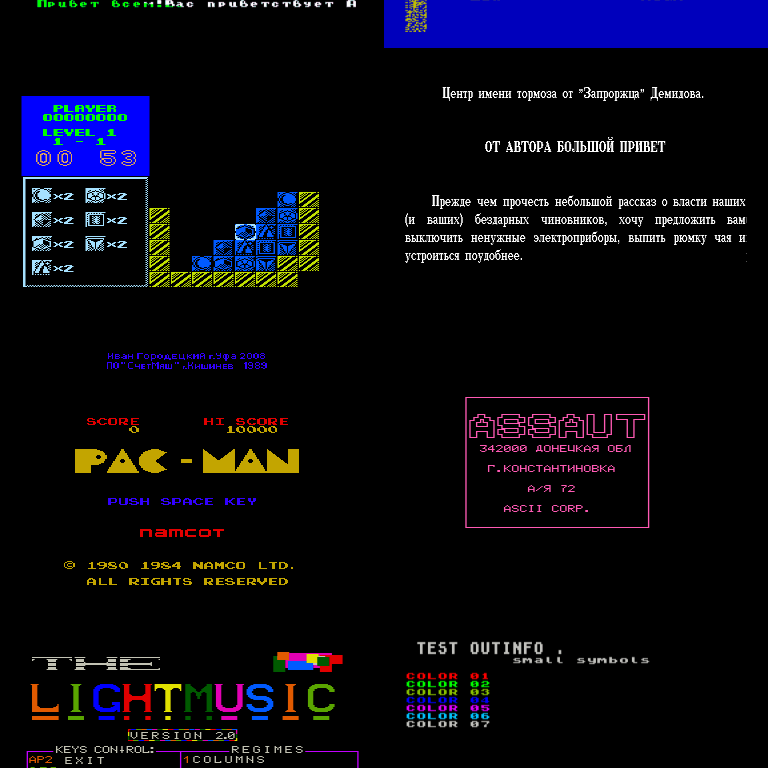 Привет всем!Вас приветствует А
PLAYER
00000000
LEVEL 1
1 - 1
00 53
×2 ×2
×2 ×2
×2 ×2
×2
Центр имени тормоза от "Запроржца" Демидова.
ОТ АВТОРА БОЛЬШОЙ ПРИВЕТ
Прежде чем прочесть небольшой рассказ о власти наших
(и ваших) бездарных чиновников, хочу предложить вам
выключить ненужные электроприборы, выпить рюмку чая и
устроиться поудобнее.
Иван Городецкий г.Уфа 2008
ПО"СчетМаш" г.Кишинев 1989
SCORE HI SCORE
0 10000
PAC-MAN
PUSH SPACE KEY
namcot
© 1980 1984 NAMCO LTD.
ALL RIGHTS RESERVED
ASSAUT
342000 ДОНЕЦКАЯ ОБЛ
Г.КОНСТАНТИНОВКА
А/Я 72
ASCII CORP.
THE
LIGHTMUSIC
VERSION 2.0
KEYS CONTROL:
AP2 EXIT
REGIMES
1COLUMNS
TEST OUTINFO .
small symbols
COLOR 01
COLOR 02
COLOR 03
COLOR 04
COLOR 05
COLOR 06
COLOR 07